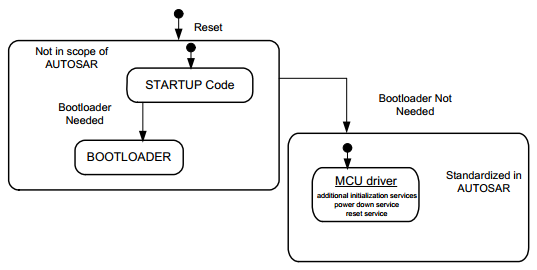 Reset
Not in scope of
AUTOSAR
STARTUP Code
Bootloader
Needed
BOOTLOADER
Bootloader Not
Needed
MCU driver
additional initialization services
power down service
reset service
Standardized in
AUTOSAR